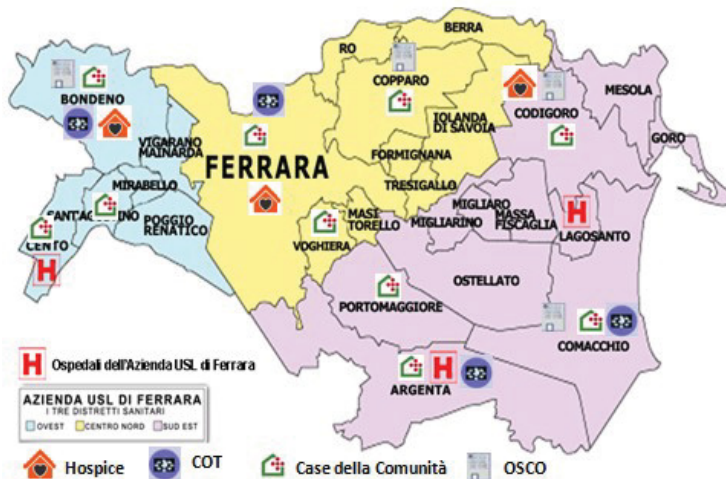 BERRA
RO
COPPARO
MESOLA
BONDENO
CODIGORO
IOLANDA
DI SAVOIA
GORO
VIGARANO
MAINARDA
FERRARA
FORMIGNANA
MIRABELLO
TRESIGALLO
MASI
TORELLO
MIGLIARO
MIGLIARINO
MASSA
FISCAGLIA
LAGOSANTO
POGGIO
RENATICO
CENTO
VOGHIERA
H
H
OSTELLATO
PORTOMAGGIORE
COMACCHIO
H
ARGENTA
H Ospedali dell'Azienda USL di Ferrara
AZIENDA USL DI FERRARA
I TRE DISTRETTI SANITARI
OVEST CENTRO NORD SUD EST
Hospice COT Case della Comunità OSCO